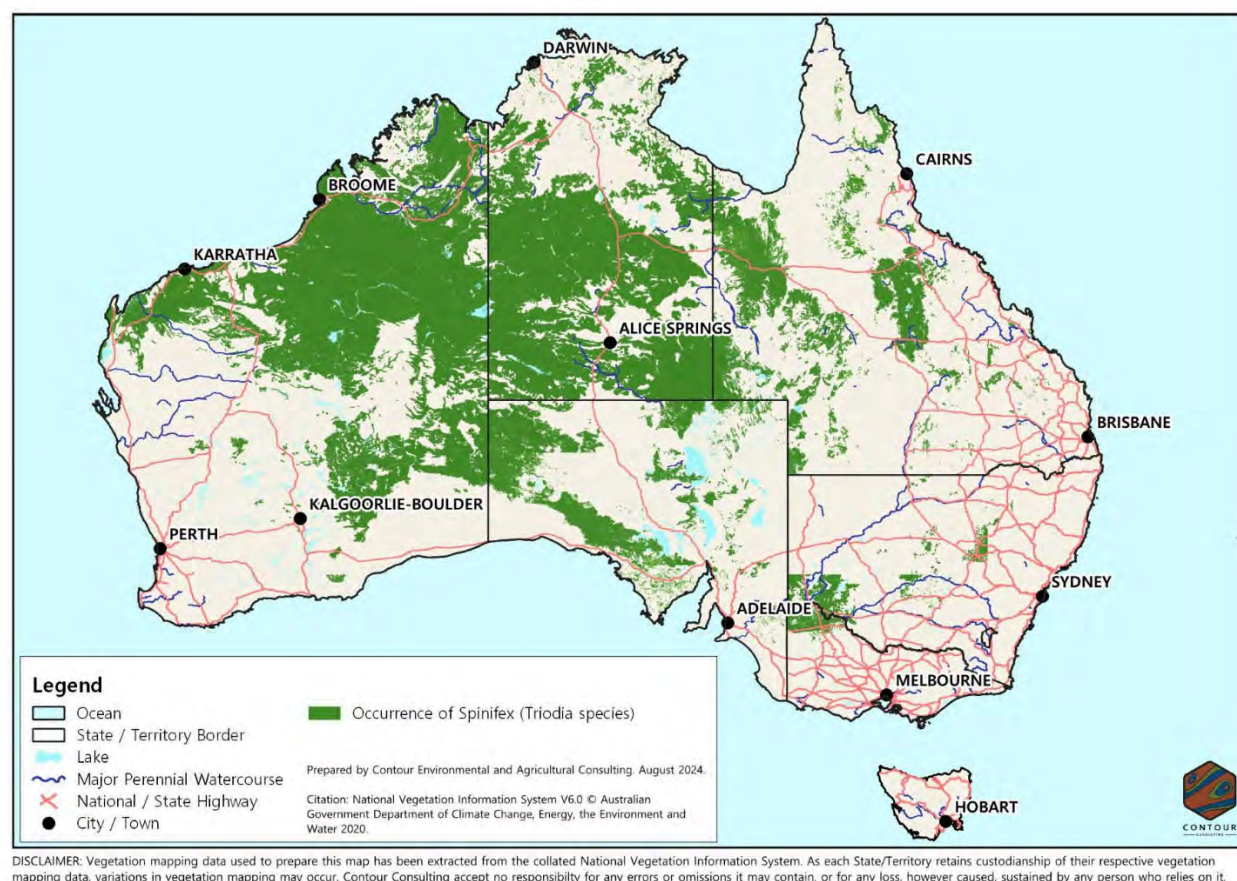 DARWIN
CAIRNS
BROOME
KARRATHA
ALICE SPRINGS
BRISBANE
KALGOORLIE-BOULDER
PERTH
SYDNEY
ADELAIDE
MELBOURNE
HOBART
Legend
Ocean
State / Territory Border
Lake
Major Perennial Watercourse
National / State Highway
City / Town
Occurrence of Spinifex (Triodia species)
Prepared by Contour Environmental and Agricultural Consulting. August 2024.
Citation: National Vegetation Information System V6.0 © Australian
Government Department of Climate Change, Energy, the Environment and
Water 2020.
CONTOUR
CONSULTING
DISCLAIMER: Vegetation mapping data used to prepare this map has been extracted from the collated National Vegetation Information System. As each State/Territory retains custodianship of their respective vegetation
mapping data, variations in vegetation mapping may occur. Contour Consulting accept no responsibilty for any errors or omissions it may contain, or for any loss, however caused, sustained by any person who relies on it.